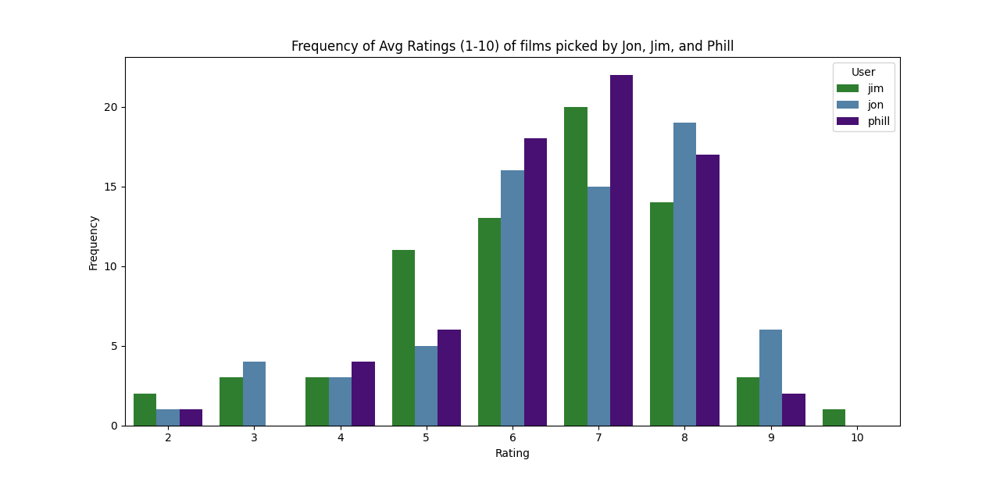 Frequency of Avg Ratings (1-10) of films picked by Jon, Jim, and Phill
User
jim
jon
phill
20
15
10
5
0
Frequency
2 3 4 5 6 7 8 9 10
Rating